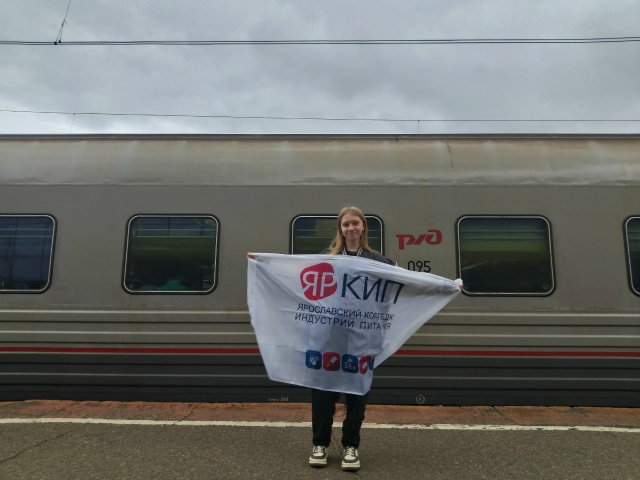 РЖД
095
ЯР КИП
ЯРОСЛАВСКИЙ КОЛЛЕДЖ
ИНДУСТРИИ ПИТАНИЯ